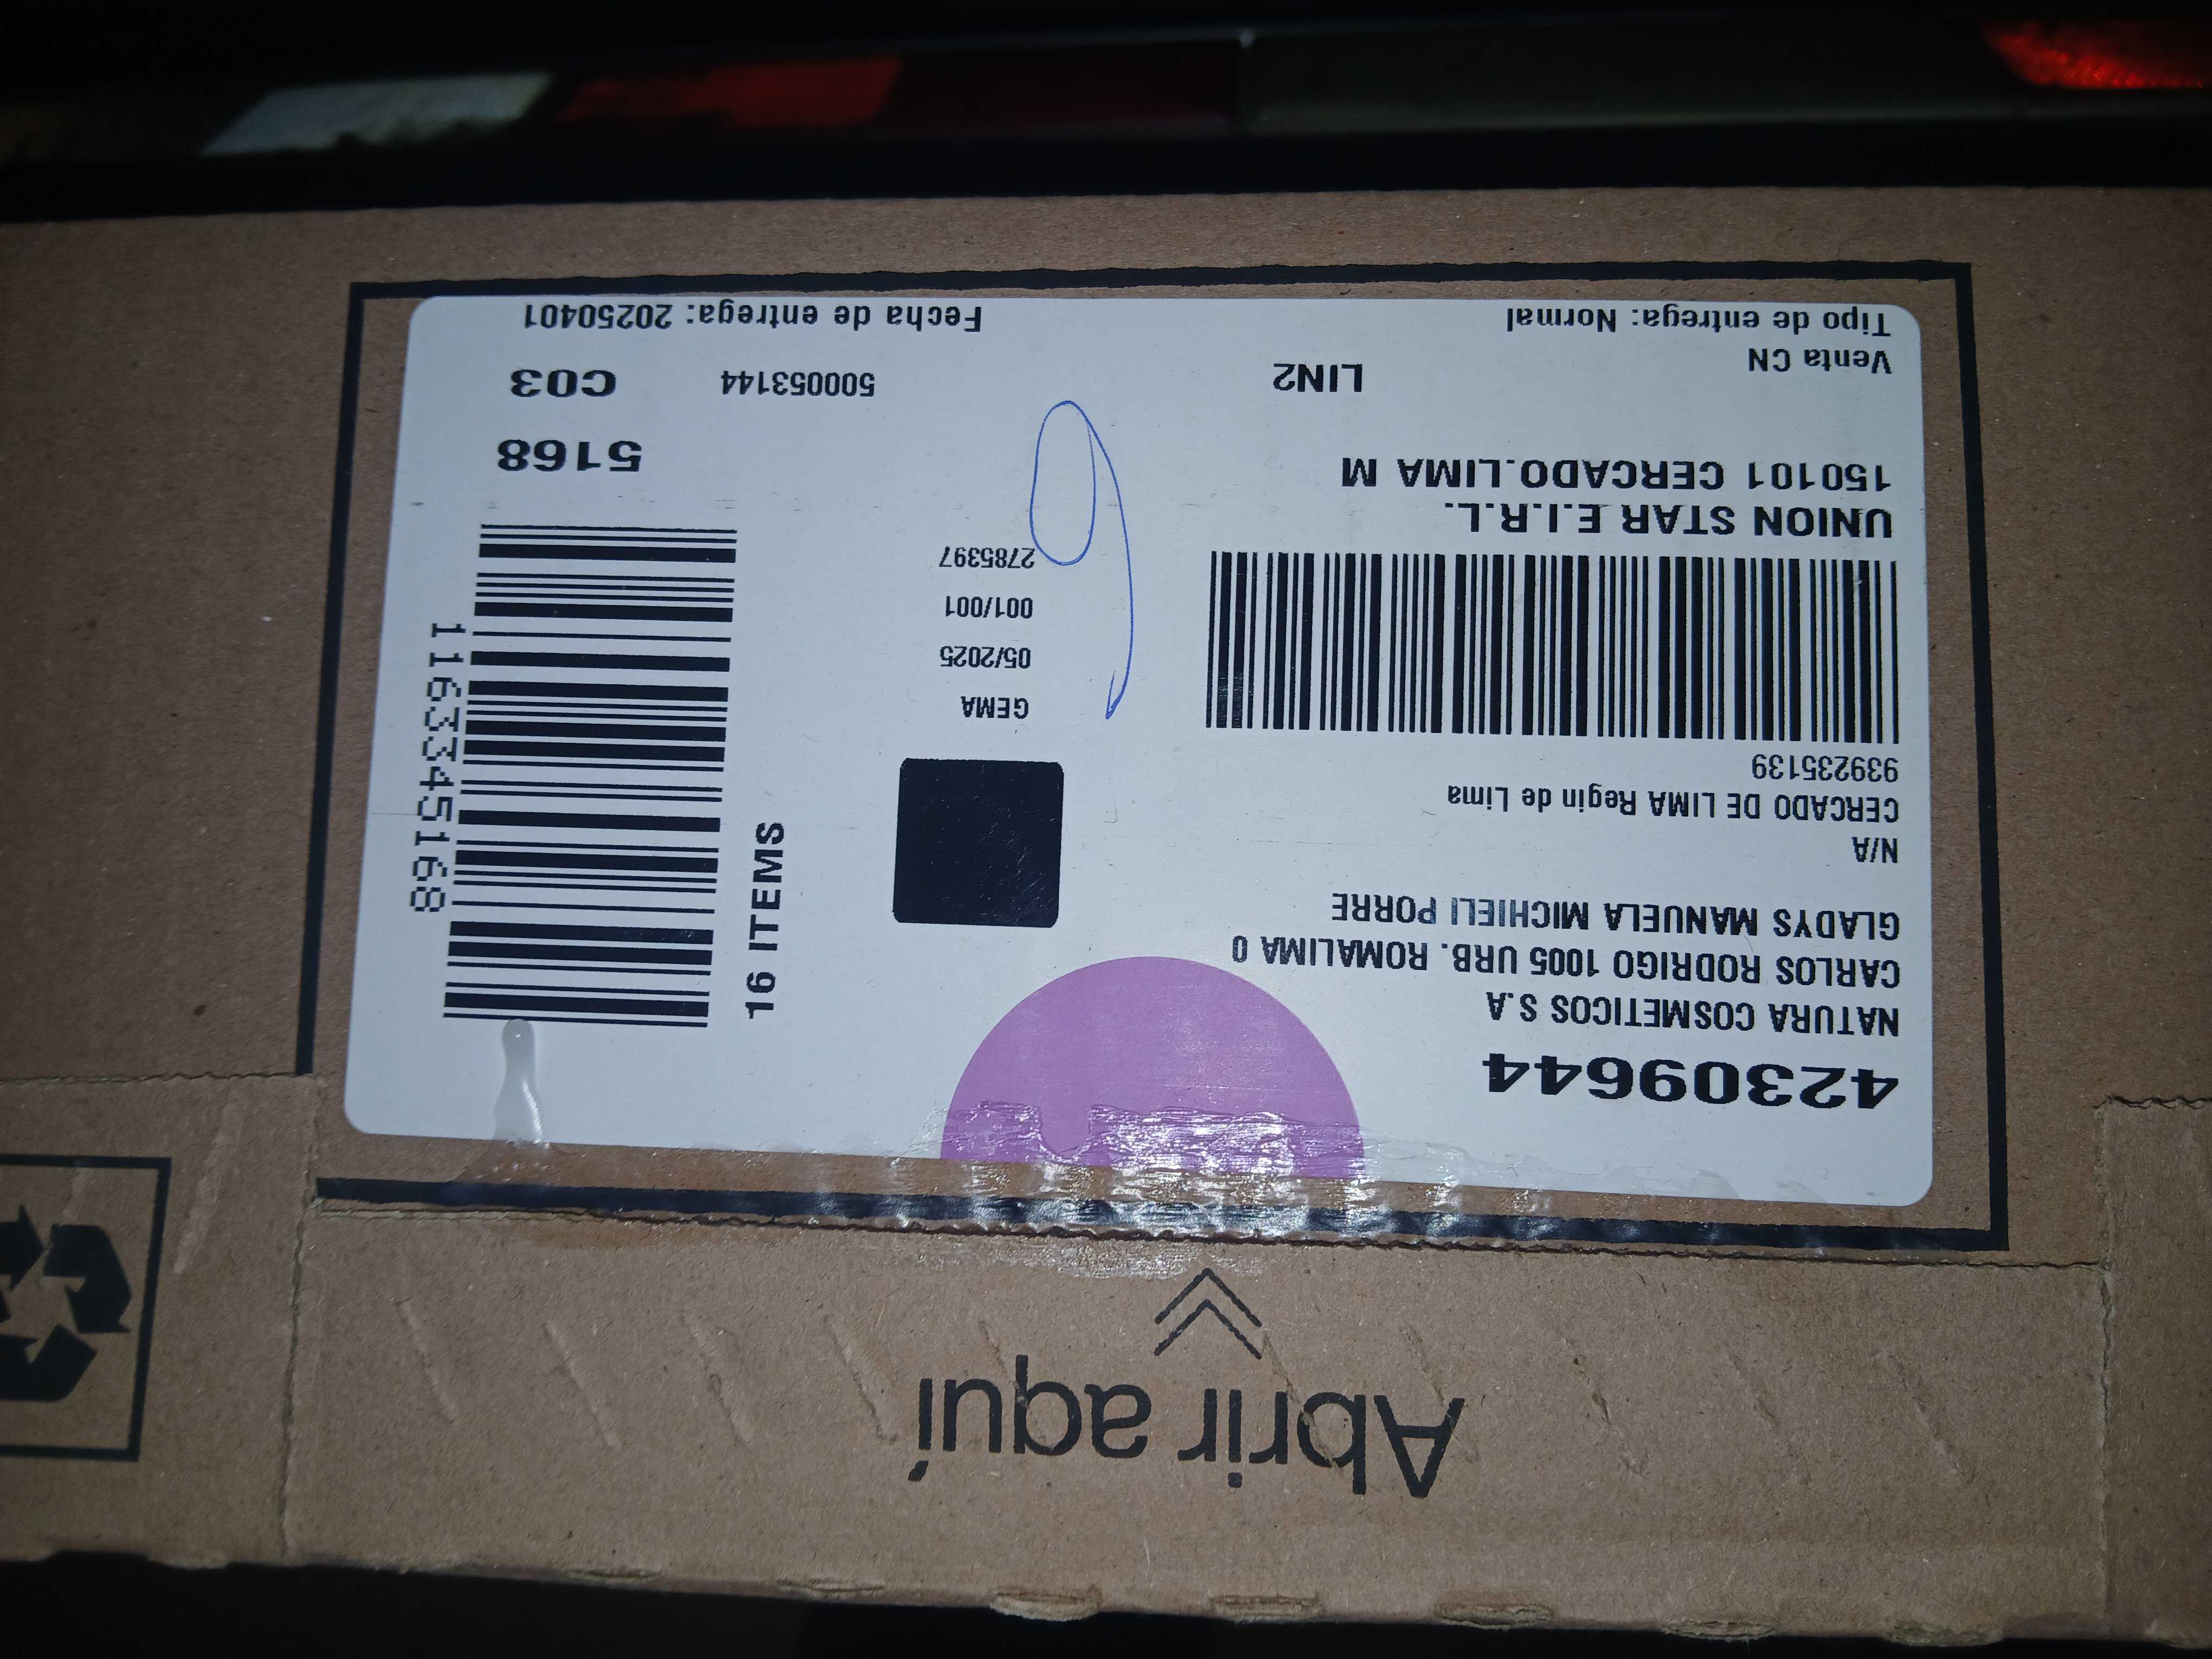 Abrir aquí
42309644
NATURA COSMETICOS S.A
CARLOS RODRIGO 1005 URB. ROMALIMA 0
GLADYS MANUELA MICHIELI PORRE
N/A
CERCADO DE LIMA Regin de Lima
939235139
UNION STAR E.I.R.L.
150101 CERCADO.LIMA M
LIN2
Venta CN
Tipo de entrega: Normal
GEMA
05/2025
001/001
2785397
16 ITEMS
11633345168
5168
500053144
C03
Fecha de entrega: 20250401